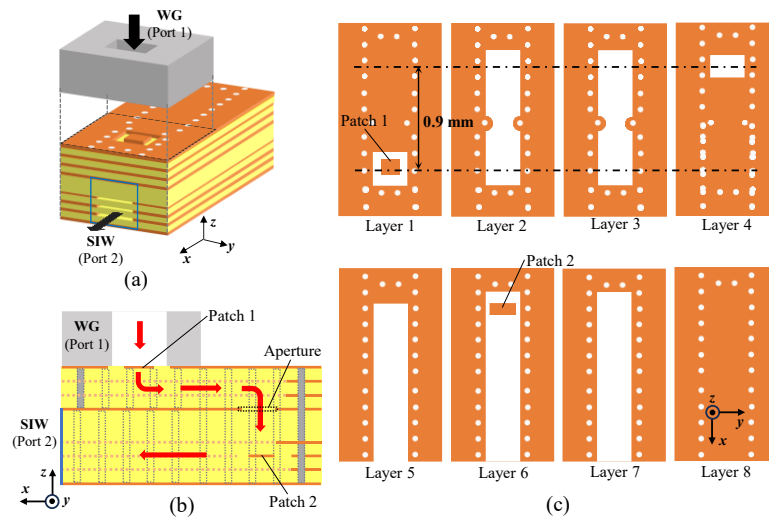 WG
(Port 1)
SIW
(Port 2)
z
y
x
(a)
WG
(Port 1)
Patch 1
Aperture
SIW
(Port 2)
z
x
y
Patch 2
(b)
0.9 mm
Patch 1
Layer 1
Layer 2
Layer 3
Layer 4
Patch 2
z
y
x
Layer 5
Layer 6
Layer 7
Layer 8
(c)